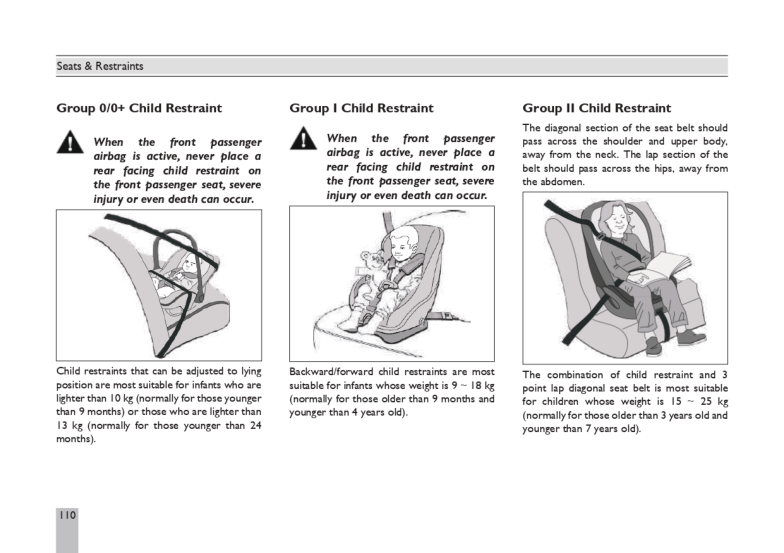 Seats & Restraints
Group 0/0+ Child Restraint
When the front passenger
airbag is active, never place a
rear facing child restraint on
the front passenger seat, severe
injury or even death can occur.
Child restraints that can be adjusted to lying
position are most suitable for infants who are
lighter than 10 kg (normally for those younger
than 9 months) or those who are lighter than
13 kg (normally for those younger than 24
months).
Group I Child Restraint
When the front passenger
airbag is active, never place a
rear facing child restraint on
the front passenger seat, severe
injury or even death can occur.
Backward/forward child restraints are most
suitable for infants whose weight is 9 ~ 18 kg
(normally for those older than 9 months and
younger than 4 years old).
Group II Child Restraint
The diagonal section of the seat belt should
pass across the shoulder and upper body,
away from the neck. The lap section of the
belt should pass across the hips, away from
the abdomen.
The combination of child restraint and 3
point lap diagonal seat belt is most suitable
for children whose weight is 15 ~ 25 kg
(normally for those older than 3 years old and
younger than 7 years old).
110